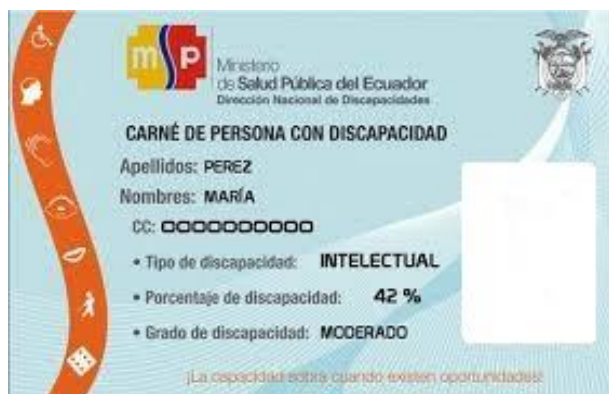 msp
Ministerio
de Salud Pública del Ecuador
Dirección Nacional de Discapacidades
CARNÉ DE PERSONA CON DISCAPACIDAD
Apellidos: PEREZ
Nombres: MARÍA
CC: 0000000000
• Tipo de discapacidad: INTELECTUAL
• Porcentaje de discapacidad: 42 %
• Grado de discapacidad: MODERADO
¡La capacidad sobra cuando existen oportunidades!